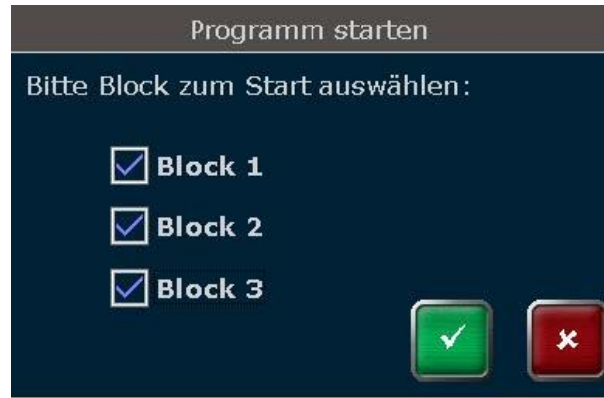 Programm starten
Bitte Block zum Start auswählen:
Block 1
Block 2
Block 3